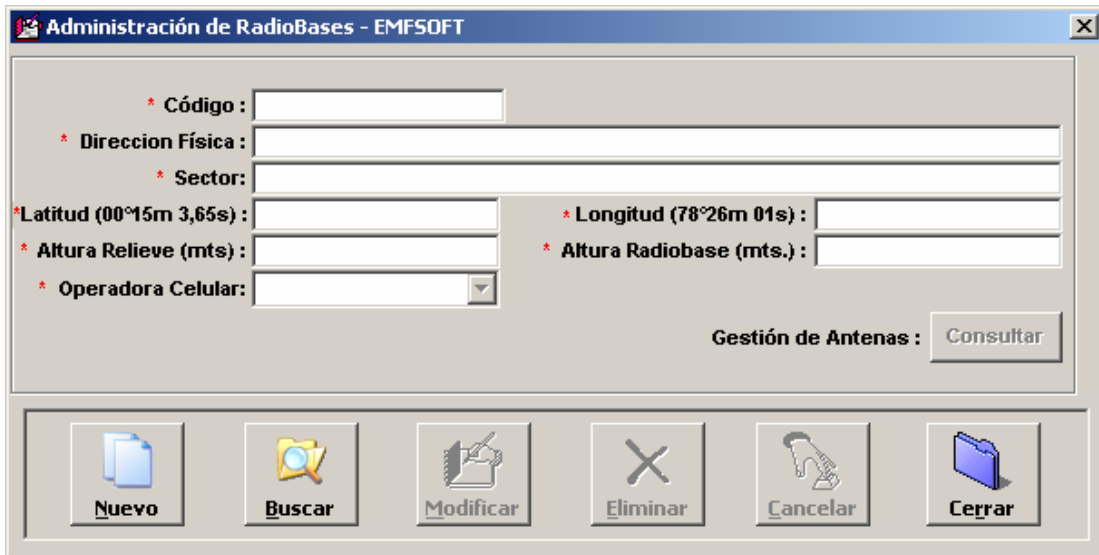 Administración de RadioBases - EMFSOFT
* Código :
* Direccion Física :
* Sector:
*Latitud (00°15m 3,65s) :
* Longitud (78°26m 01s) :
* Altura Relieve (mts) :
* Altura Radiobase (mts.) :
* Operadora Celular:
Gestión de Antenas :
Consultar
Nuevo
Buscar
Modificar
Eliminar
Cancelar
Cerrar